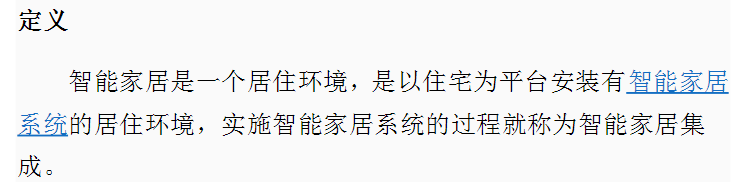 定义
智能家居是一个居住环境，是以住宅为平台安装有智能家居
系统的居住环境，实施智能家居系统的过程就称为智能家居集
成。